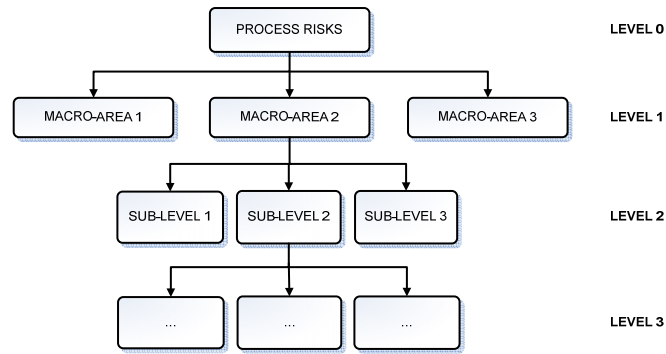 PROCESS RISKS LEVEL 0
MACRO-AREA 1 MACRO-AREA 2 MACRO-AREA 3 LEVEL 1
SUB-LEVEL 1 SUB-LEVEL 2 SUB-LEVEL 3 LEVEL 2
... ... ... LEVEL 3